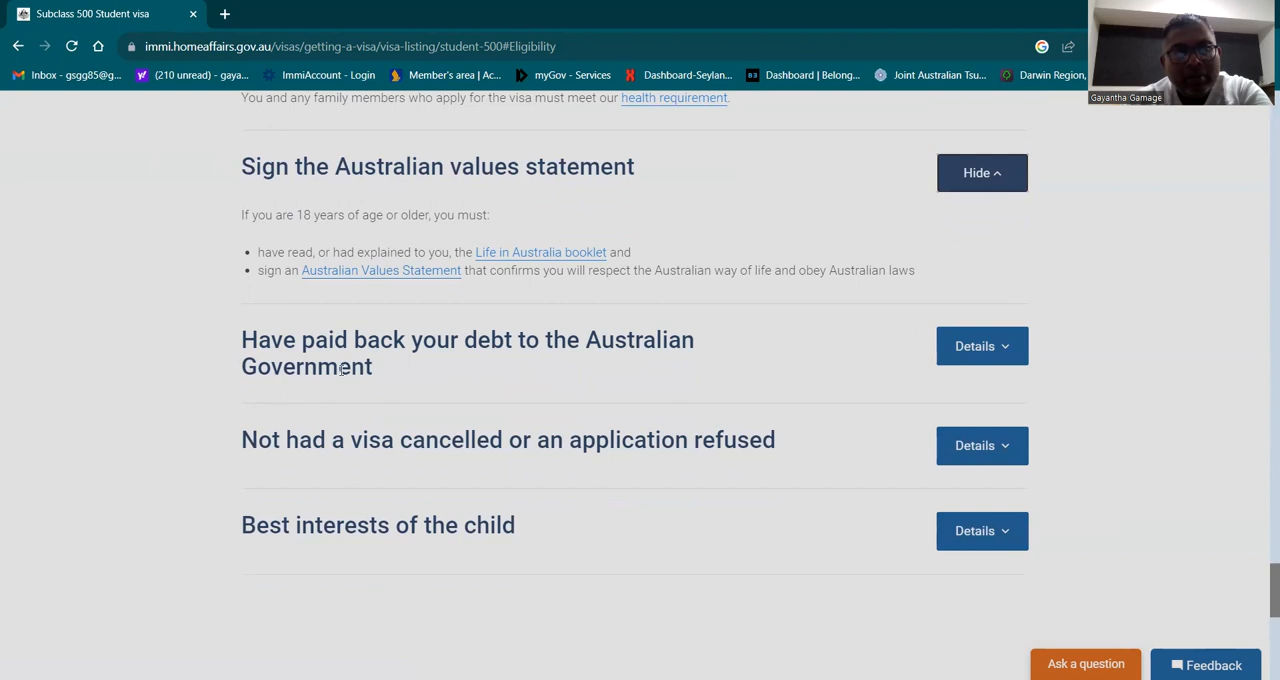 Subclass 500 Student visa
immi.homeaffairs.gov.au/visas/getting-a-visa/visa-listing/student-500#Eligibility
Inbox - gsgg85@g...
(210 unread) - gaya...
ImmiAccount - Login
Member's area | Ac...
myGov - Services
Dashboard-Seylan...
Dashboard | Belong...
Joint Australian Tsu...
Darwin Region,
Gayantha Gamage
You and any family members who apply for the visa must meet our health requirement.
Sign the Australian values statement
Hide
If you are 18 years of age or older, you must:
• have read, or had explained to you, the Life in Australia booklet and
• sign an Australian Values Statement that confirms you will respect the Australian way of life and obey Australian laws
Have paid back your debt to the Australian
Government
Details
Not had a visa cancelled or an application refused
Details
Best interests of the child
Details
Ask a question
Feedback